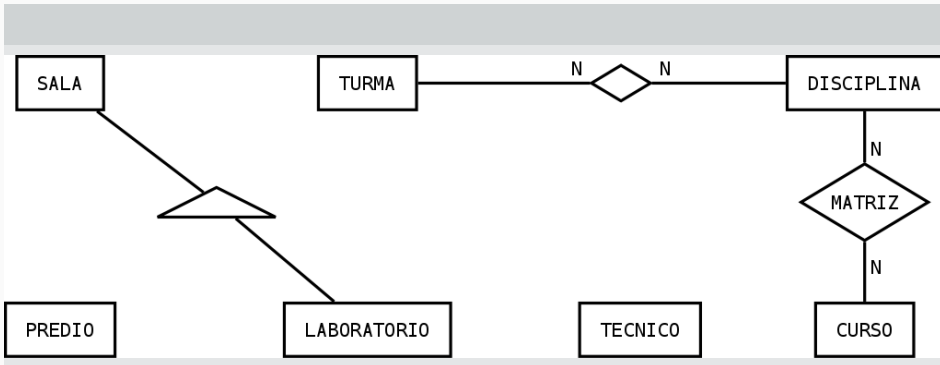 SALA
TURMA
N
N
DISCIPLINA
N
MATRIZ
N
PREDIO
LABORATORIO
TECNICO
CURSO